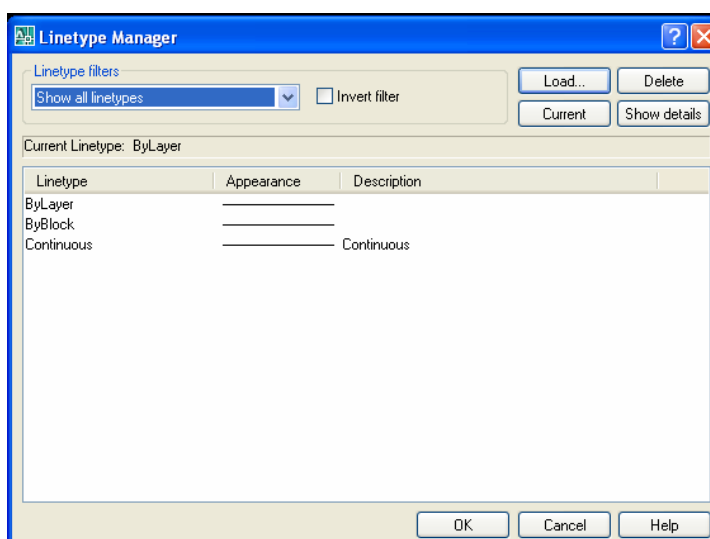 Linetype Manager
Linetype filters
Show all linetypes
Invert filter
Load...
Delete
Current
Show details
Current Linetype: ByLayer
Linetype Appearance Description
ByLayer
ByBlock
Continuous Continuous
OK Cancel Help